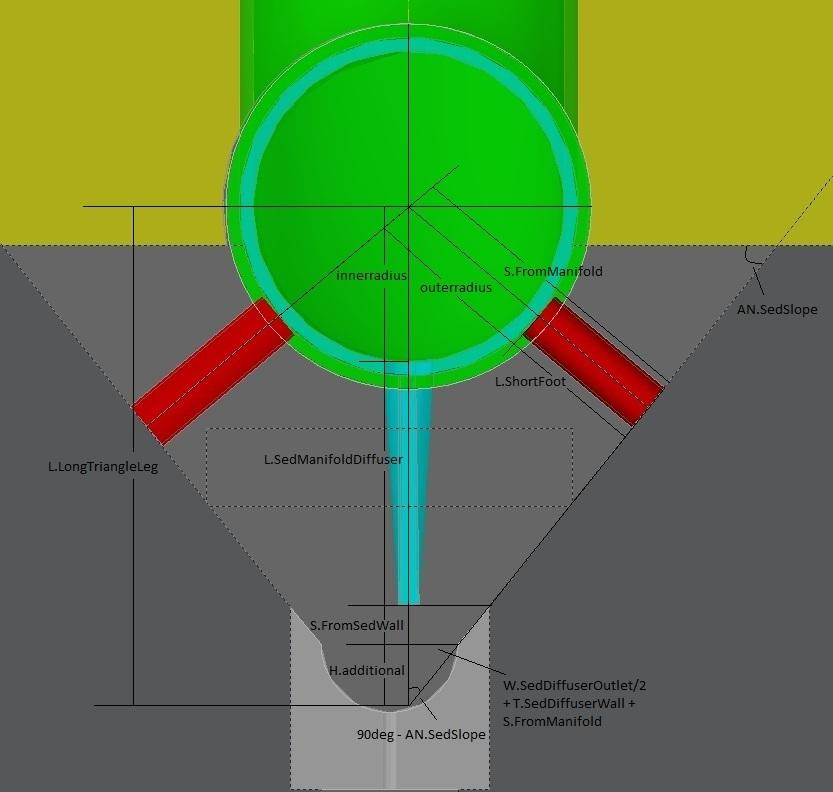 S.FromManifold
innerradius
outerradius
AN.SedSlope
L.ShortFoot
L.SedManifoldDiffuser
L.LongTriangleLeg
S.FromSedWall
H.additional
W.SedDiffuserOutlet/2
+ T.SedDiffuserWall +
S.FromManifold
90deg - AN.SedSlope